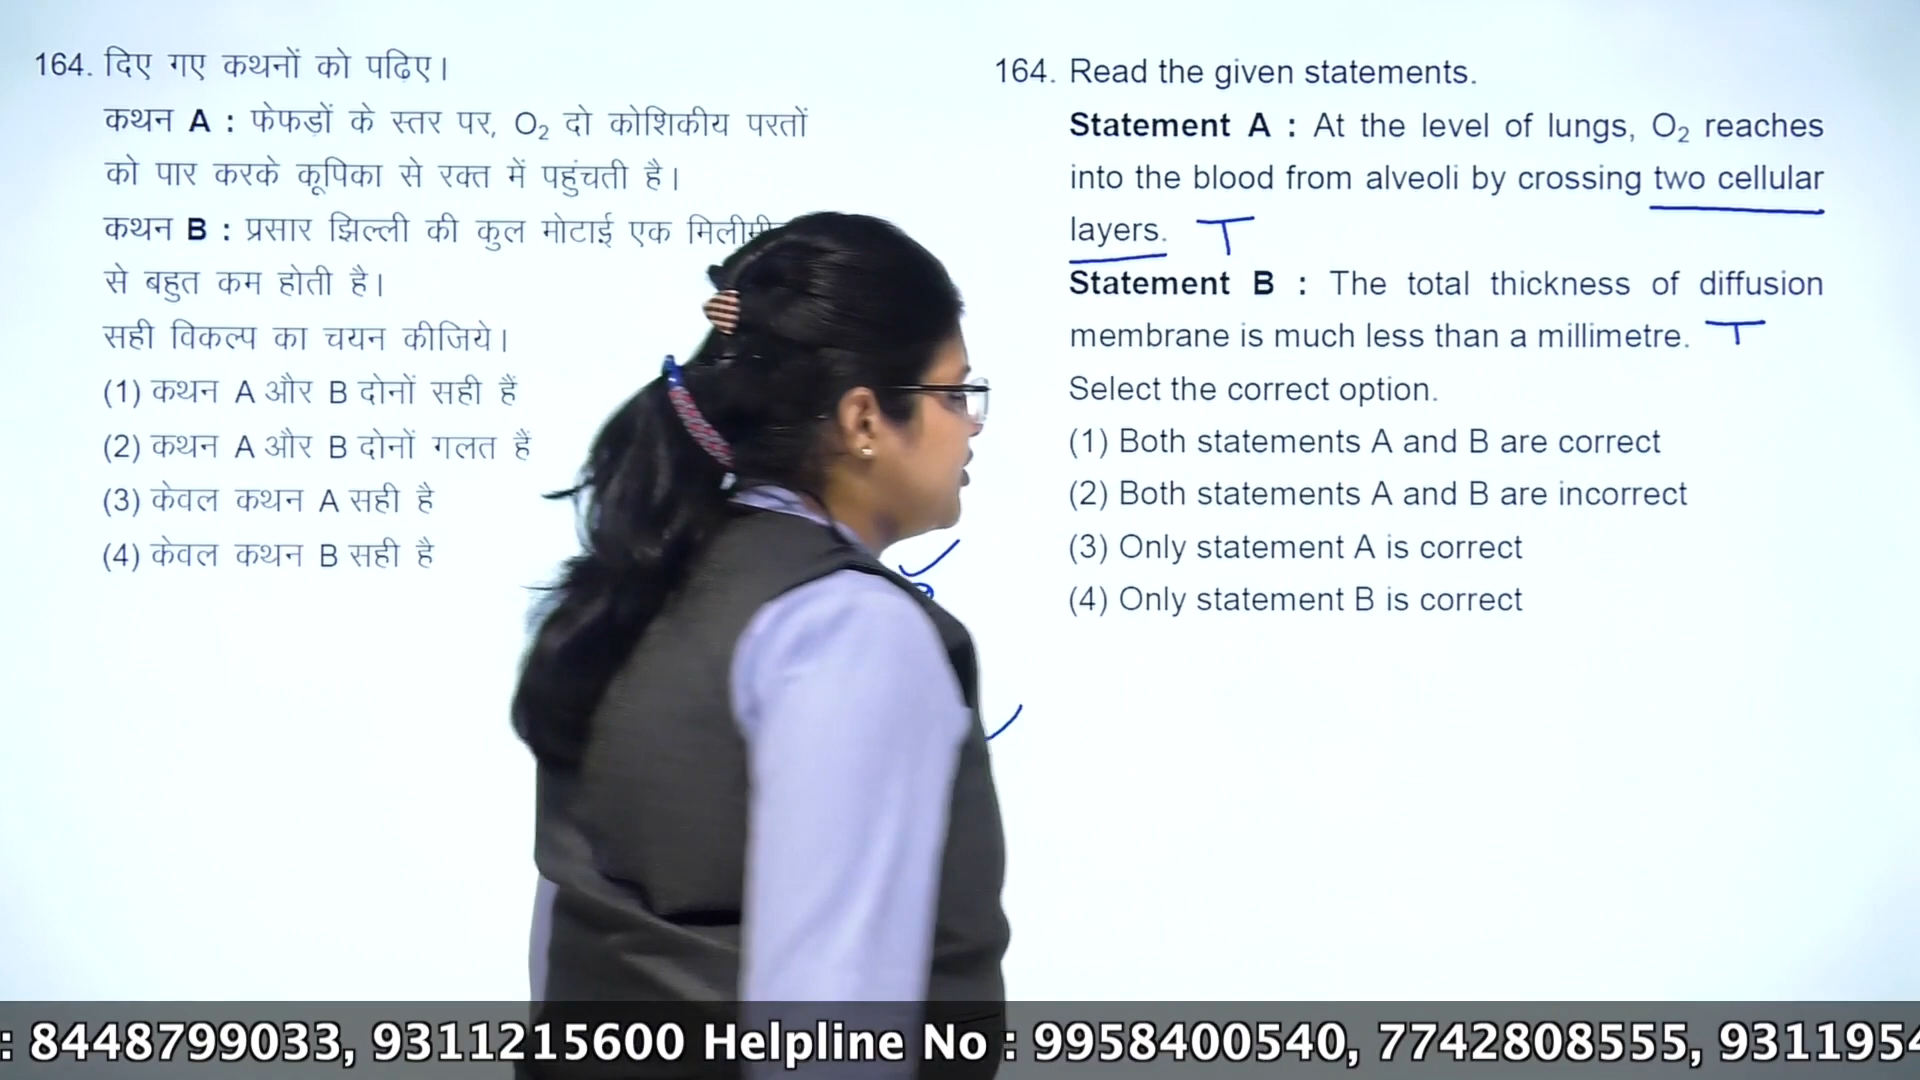 164. दिए गए कथनों को पढिए।
कथन A : फेफड़ों के स्तर पर, O₂ दो कोशिकीय परतों
को पार करके कूपिका से रक्त में पहुंचती है।
कथन B : प्रसार झिल्ली की कुल मोटाई एक
से बहुत कम होती है।
सही विकल्प का चयन कीजिये।
(1) कथन A और B दोनों सही हैं
(2) कथन A और B दोनों गलत हैं
(3) केवल कथन A सही है
(4) केवल कथन B सही है
164. Read the given statements.
Statement A : At the level of lungs, O₂ reaches
into the blood from alveoli by crossing two cellular
layers. T
Statement B : The total thickness of diffusion
membrane is much less than a millimetre. T
Select the correct option.
(1) Both statements A and B are correct
(2) Both statements A and B are incorrect
(3) Only statement A is correct
(4) Only statement B is correct
: 8448799033, 9311215600 Helpline No : 9958400540, 7742808555, 931195